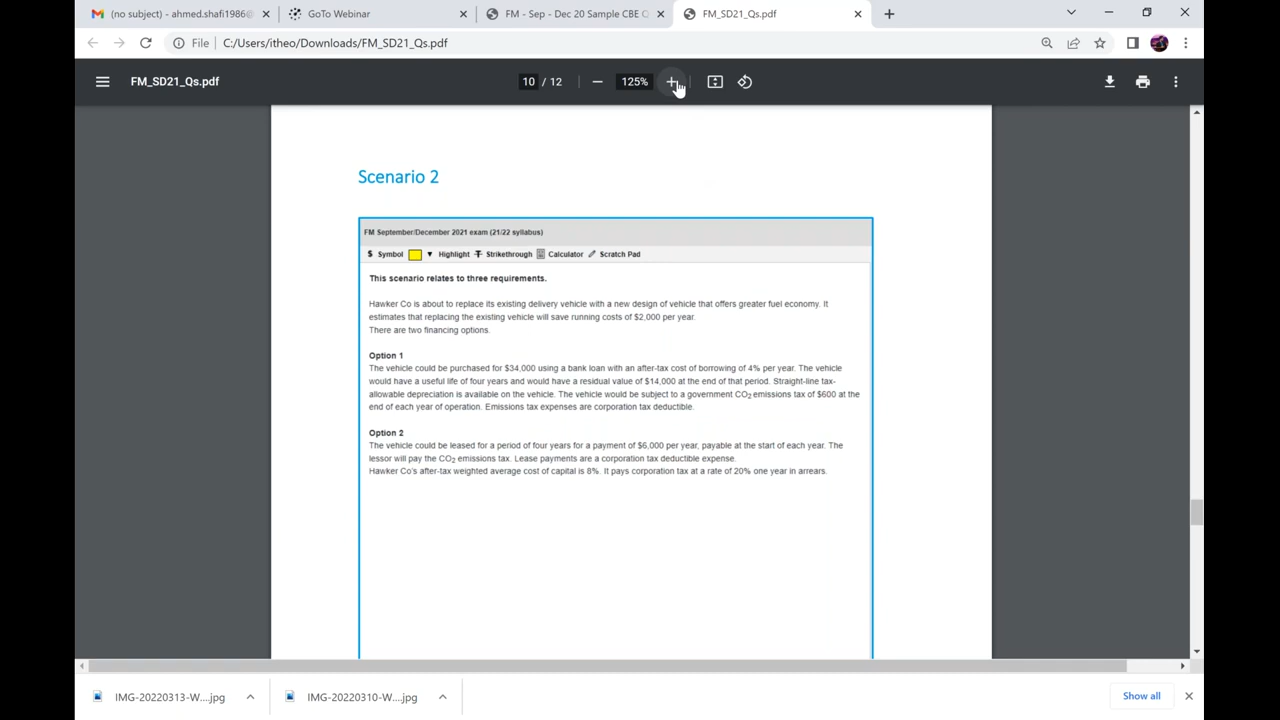 (no subject) - ahmed.shafi1986@
GoTo Webinar
FM - Sep - Dec 20 Sample CBE Q
FM_SD21_Qs.pdf
File
C:/Users/itheo/Downloads/FM_SD21_Qs.pdf
FM_SD21_Qs.pdf
10 / 12
125%
Scenario 2
FM September/December 2021 exam (21/22 syllabus)
$ Symbol Highlight Strikethrough Calculator Scratch Pad
This scenario relates to three requirements.
Hawker Co is about to replace its existing delivery vehicle with a new design of vehicle that offers greater fuel economy. It
estimates that replacing the existing vehicle will save running costs of $2,000 per year.
There are two financing options.
Option 1
The vehicle could be purchased for $34,000 using a bank loan with an after-tax cost of borrowing of 4% per year. The vehicle
would have a useful life of four years and would have a residual value of $14,000 at the end of that period. Straight-line tax-
allowable depreciation is available on the vehicle. The vehicle would be subject to a government CO2 emissions tax of $600 at the
end of each year of operation. Emissions tax expenses are corporation tax deductible.
Option 2
The vehicle could be leased for a period of four years for a payment of $6,000 per year, payable at the start of each year. The
lessor will pay the CO2 emissions tax. Lease payments are a corporation tax deductible expense.
Hawker Co's after-tax weighted average cost of capital is 8%. It pays corporation tax at a rate of 20% one year in arrears.
IMG-20220313-W....jpg
IMG-20220310-W....jpg
Show all